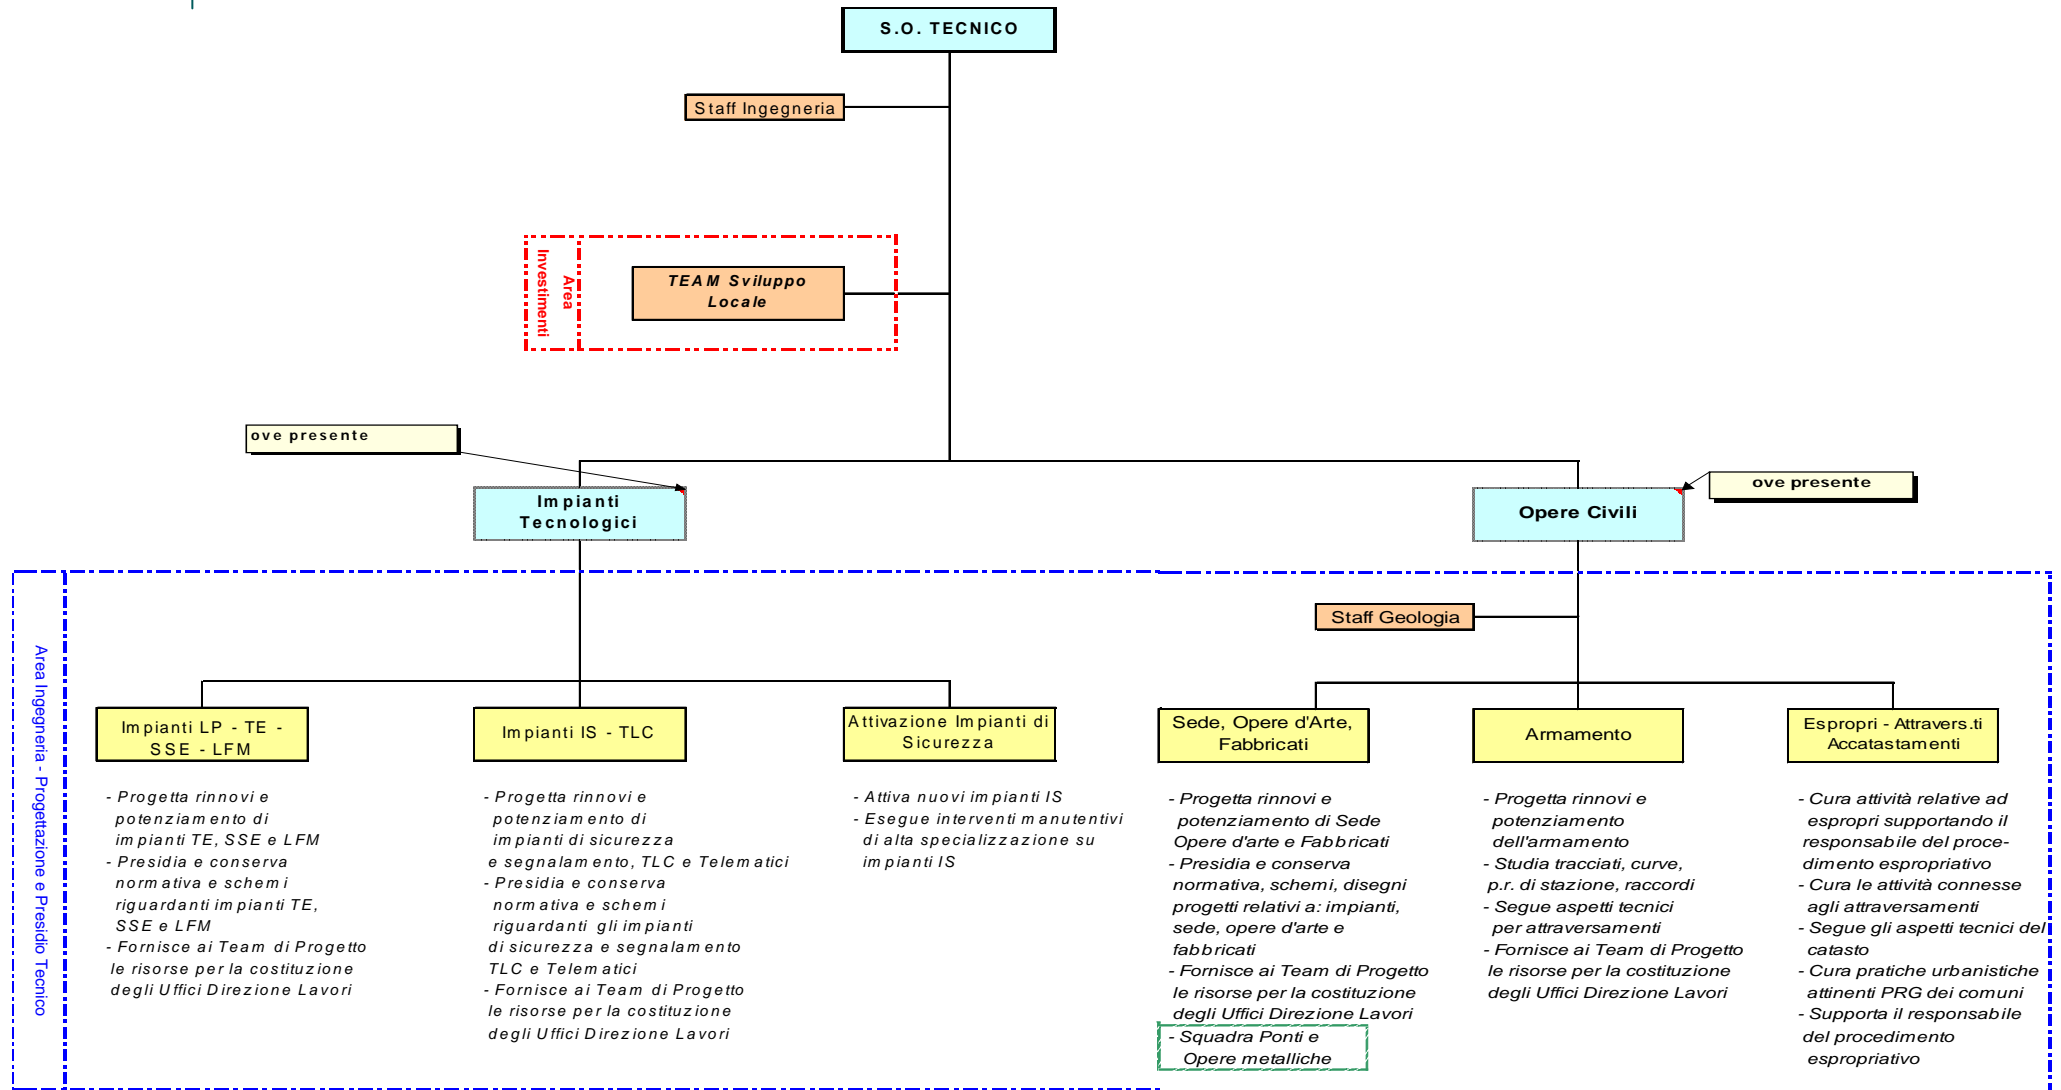 S.O. TECNICO
Staff Ingegneria
Area
Investimenti
TEAM Sviluppo
Locale
ove presente
ove presente
Impianti
Tecnologici
Opere Civili
Area Ingegneria - Progettazione e Presidio Tecnico
Staff Geologia
Impianti LP - TE -
SSE - LFM
- Progetta rinnovi e
potenziamento di
impianti TE, SSE e LFM
- Presidia e conserva
normativa e schemi
riguardanti impianti TE,
SSE e LFM
- Fornisce ai Team di Progetto
le risorse per la costituzione
degli Uffici Direzione Lavori
Impianti IS - TLC
- Progetta rinnovi e
potenziamento di
impianti di sicurezza
e segnalamento, TLC e Telematici
- Presidia e conserva
normativa e schemi
riguardanti gli impianti
di sicurezza e segnalamento
TLC e Telematici
- Fornisce ai Team di Progetto
le risorse per la costituzione
degli Uffici Direzione Lavori
Attivazione Impianti di
Sicurezza
- Attiva nuovi impianti IS
- Esegue interventi manutentivi
di alta specializzazione su
impianti IS
Sede, Opere d'Arte,
Fabbricati
- Progetta rinnovi e
potenziamento di Sede
Opere d'arte e Fabbricati
- Presidia e conserva
normativa, schemi, disegni
progetti relativi a: impianti,
sede, opere d'arte e
fabbricati
- Fornisce ai Team di Progetto
le risorse per la costituzione
degli Uffici Direzione Lavori
- Squadra Ponti e
Opere metalliche
Armamento
- Progetta rinnovi e
potenziamento
dell'armamento
- Studia tracciati, curve,
p.r. di stazione, raccordi
- Segue aspetti tecnici
per attraversamenti
- Fornisce ai Team di Progetto
le risorse per la costituzione
degli Uffici Direzione Lavori
Espropri - Attravers.ti
Accatastamenti
- Cura attività relative ad
espropri supportando il
responsabile del proce-
dimento espropriativo
- Cura le attività connesse
agli attraversamenti
- Segue gli aspetti tecnici del
catasto
- Cura pratiche urbanistiche
attinenti PRG dei comuni
- Supporta il responsabile
del procedimento
espropriativo